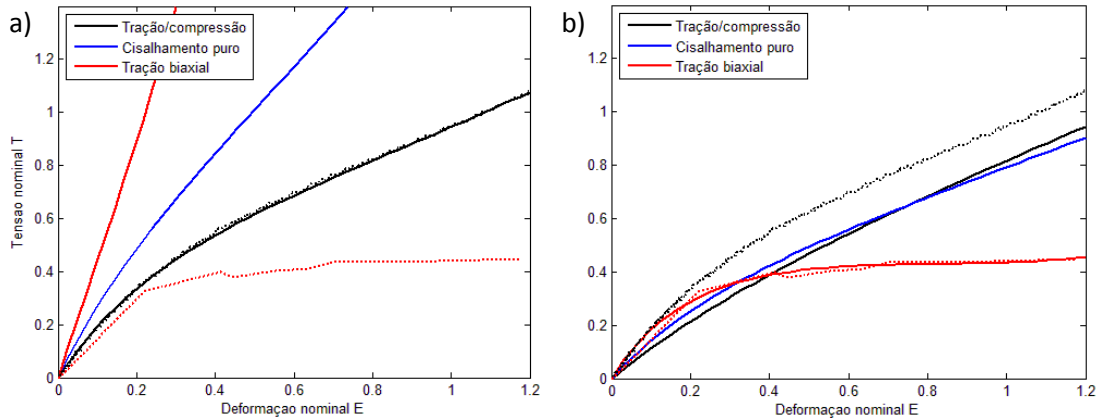 a)
Tração/compressão
Cisalhamento puro
Tração biaxial
Tensao nominal T
1.2
1
0.8
0.6
0.4
0.2
0
0 0.2 0.4 0.6 0.8 1 1.2
Deformaçao nominal E
b)
Tração/compressão
Cisalhamento puro
Tração biaxial
1.2
1
0.8
0.6
0.4
0.2
0
0 0.2 0.4 0.6 0.8 1 1.2
Deformaçao nominal E